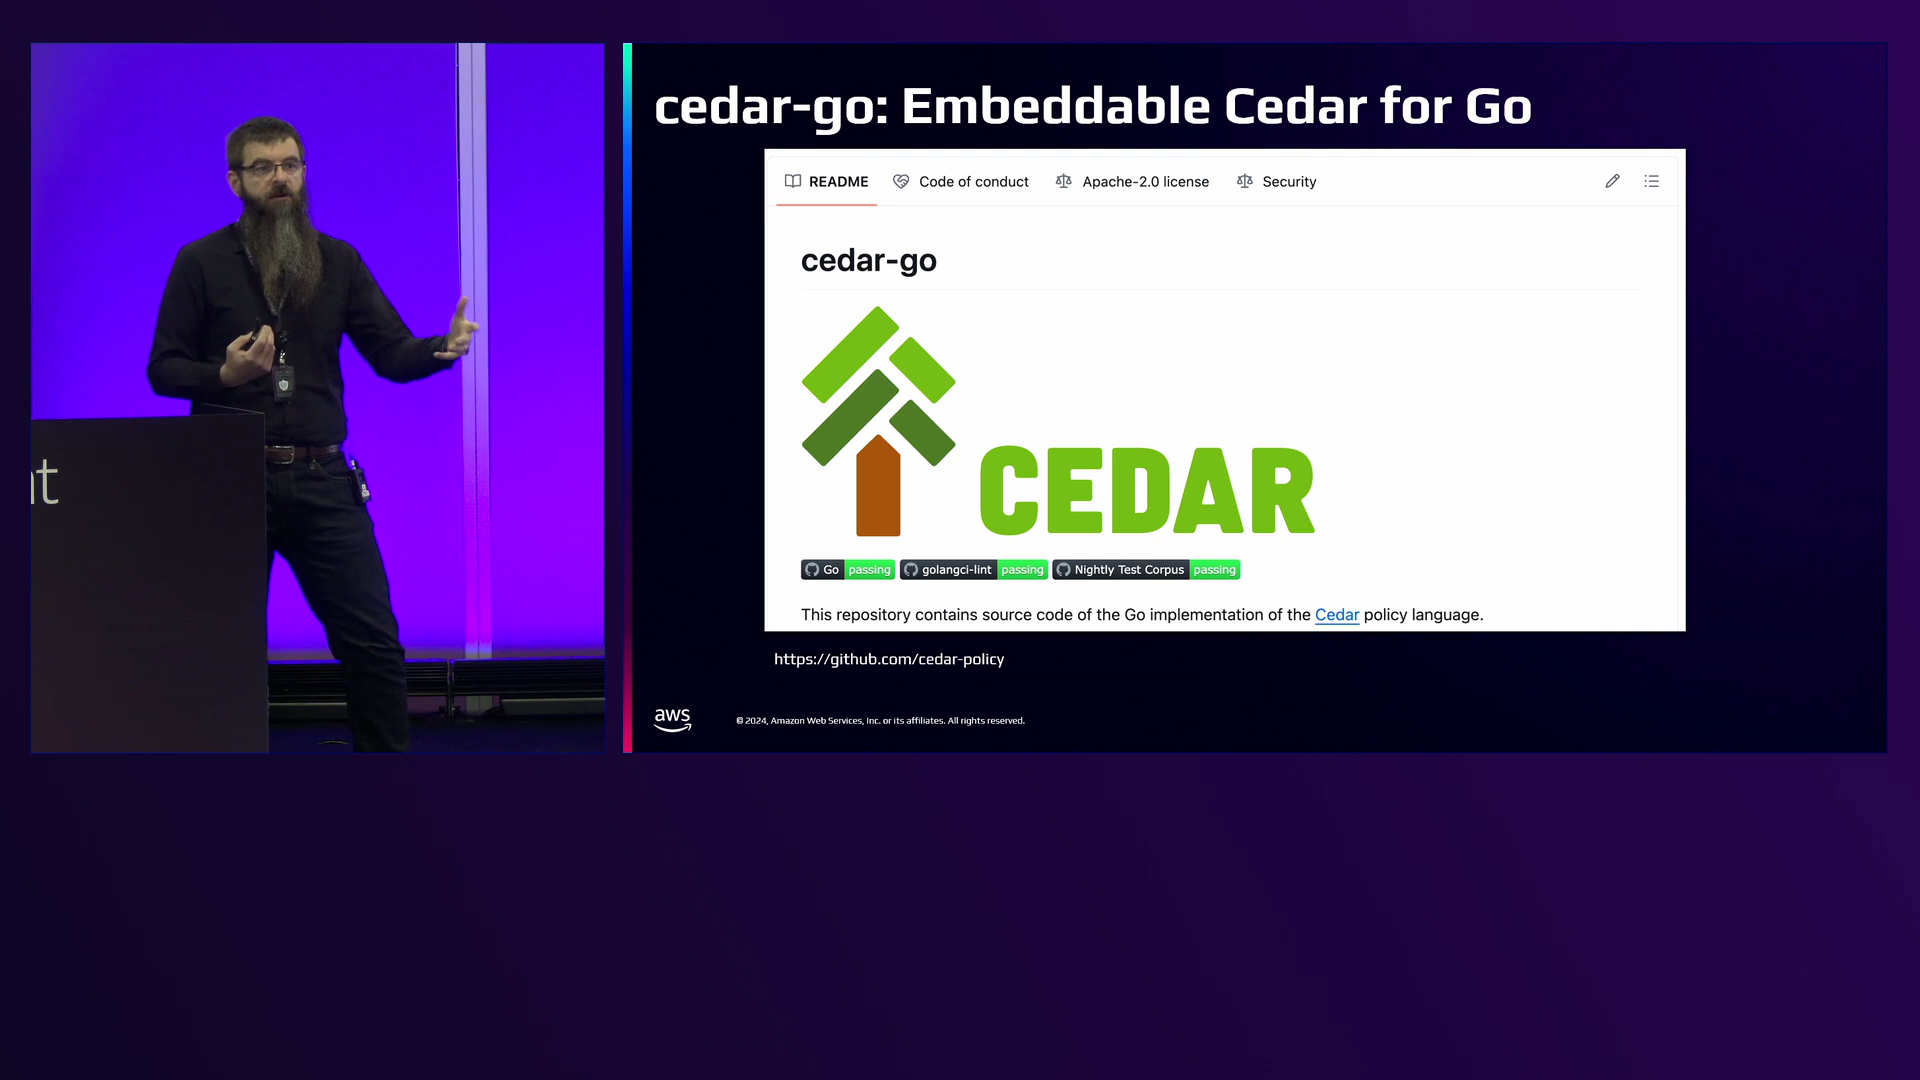 nt
cedar-go: Embeddable Cedar for Go
README Code of conduct Apache-2.0 license Security
cedar-go
CEDAR
Go passing golangci-lint passing Nightly Test Corpus passing
This repository contains source code of the Go implementation of the Cedar policy language.
https://github.com/cedar-policy
aws
© 2024, Amazon Web Services, Inc. or its affiliates. All rights reserved.